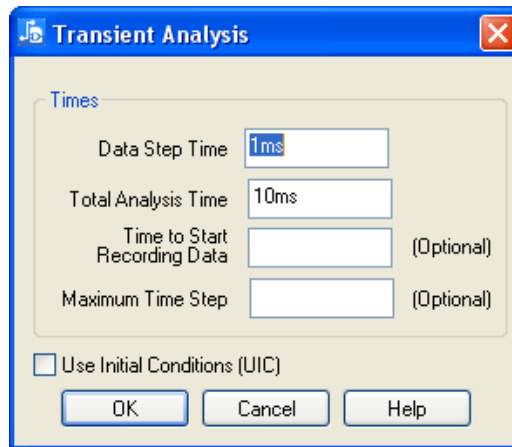 Transient Analysis
Times
Data Step Time 1ms
Total Analysis Time 10ms
Time to Start
Recording Data (Optional)
Maximum Time Step (Optional)
Use Initial Conditions (UIC)
OK Cancel Help